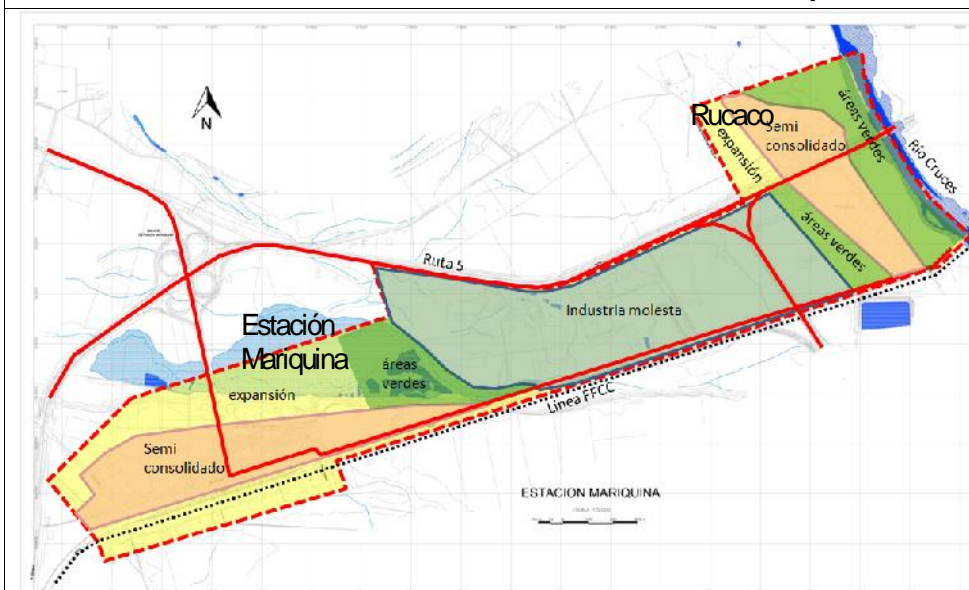 N
Rucaco
Semi
consolidado
expansión
áreas verdes
Río Cruces
áreas verdes
Ruta 5
Industria molesta
Estación
Mariquina
áreas
verdes
expansión
Línea FFCC
Semi
consolidado
ESTACION MARIQUINA